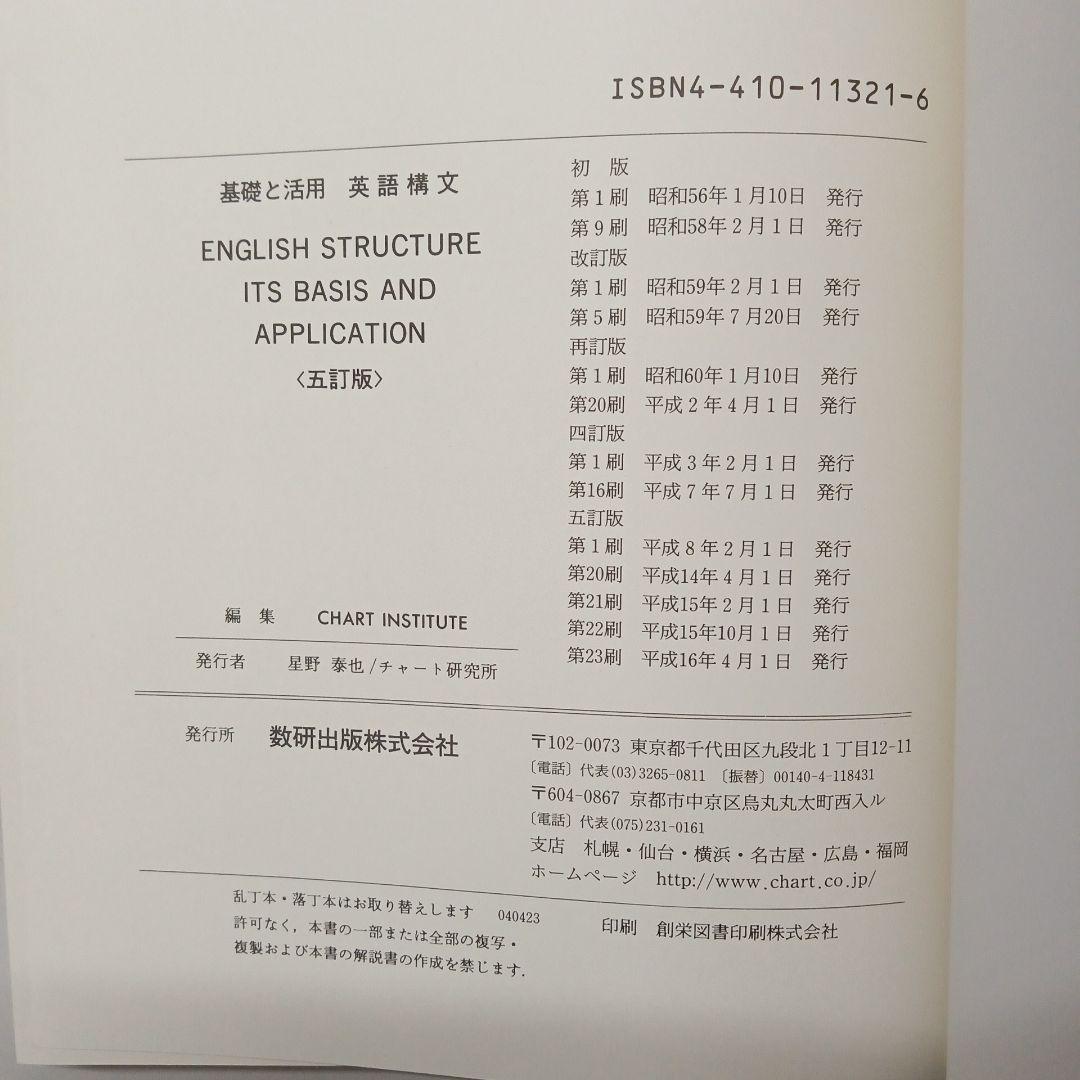 ISBN4-410-11321-6
基礎と活用 英語構文
ENGLISH STRUCTURE
ITS BASIS AND
APPLICATION
〈五訂版〉
初 版
第1刷 昭和56年1月10日 発行
第9刷 昭和58年2月1日 発行
改訂版
第1刷 昭和59年2月1日 発行
第5刷 昭和59年7月20日 発行
再訂版
第1刷 昭和60年1月10日 発行
第20刷 平成2年4月1日 発行
四訂版
第1刷 平成3年2月1日 発行
第16刷 平成7年7月1日 発行
五訂版
第1刷 平成8年2月1日 発行
第20刷 平成14年4月1日 発行
第21刷 平成15年2月1日 発行
第22刷 平成15年10月1日 発行
第23刷 平成16年4月1日 発行
編 集 CHART INSTITUTE
発行者 星野 泰也/チャート研究所
発行所 数研出版株式会社
〒102-0073 東京都千代田区九段北1丁目12-11
〔電話〕代表(03)3265-0811 〔振替〕00140-4-118431
〒604-0867 京都市中京区烏丸丸太町西入ル
〔電話〕代表(075)231-0161
支店 札幌・仙台・横浜・名古屋・広島・福岡
ホームページ http://www.chart.co.jp/
乱丁本・落丁本はお取り替えします 040423
許可なく，本書の一部または全部の複写・
複製および本書の解説書の作成を禁じます.
印刷 創栄図書印刷株式会社